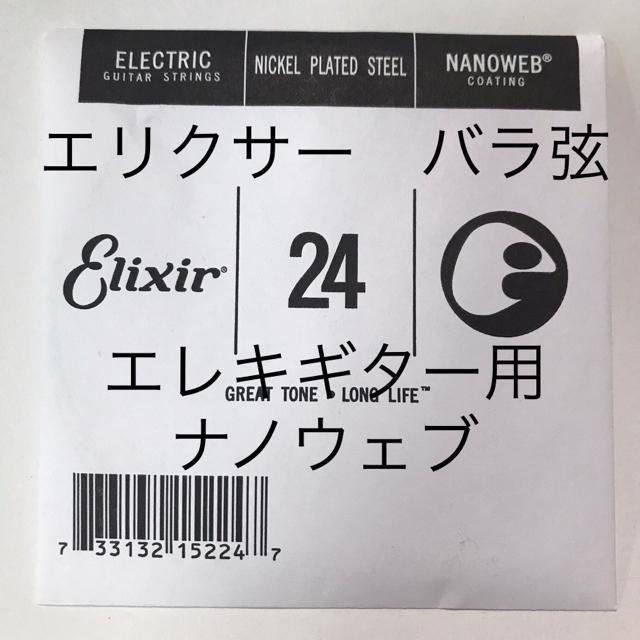 ELECTRIC
GUITAR STRINGS
NICKEL PLATED STEEL
NANOWEB®
COATING
エリクサー　バラ弦
Elixir®
24
エレキギター用
GREAT TONE • LONG LIFE™
ナノウェブ
7 33132 15224 7